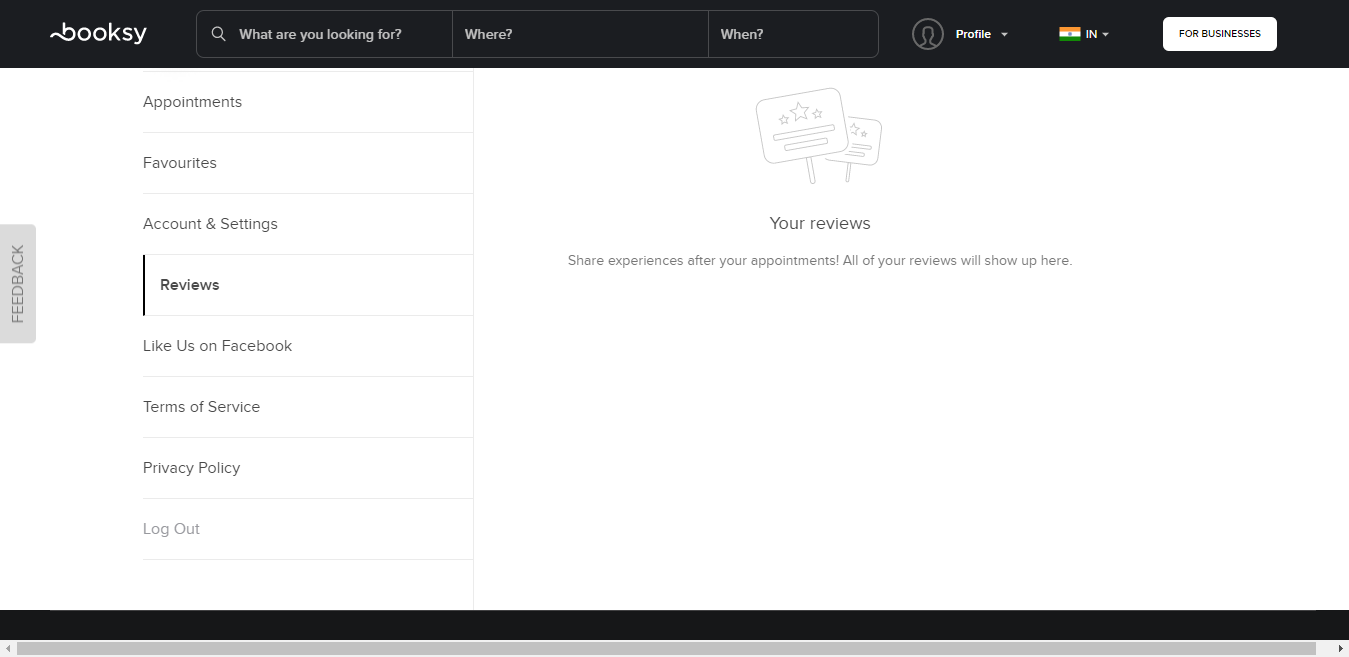 booksy
What are you looking for?
Where?
When?
Profile
IN
FOR BUSINESSES
Appointments
Favourites
Account & Settings
Reviews
Like Us on Facebook
Terms of Service
Privacy Policy
Log Out
FEEDBACK
Your reviews
Share experiences after your appointments! All of your reviews will show up here.